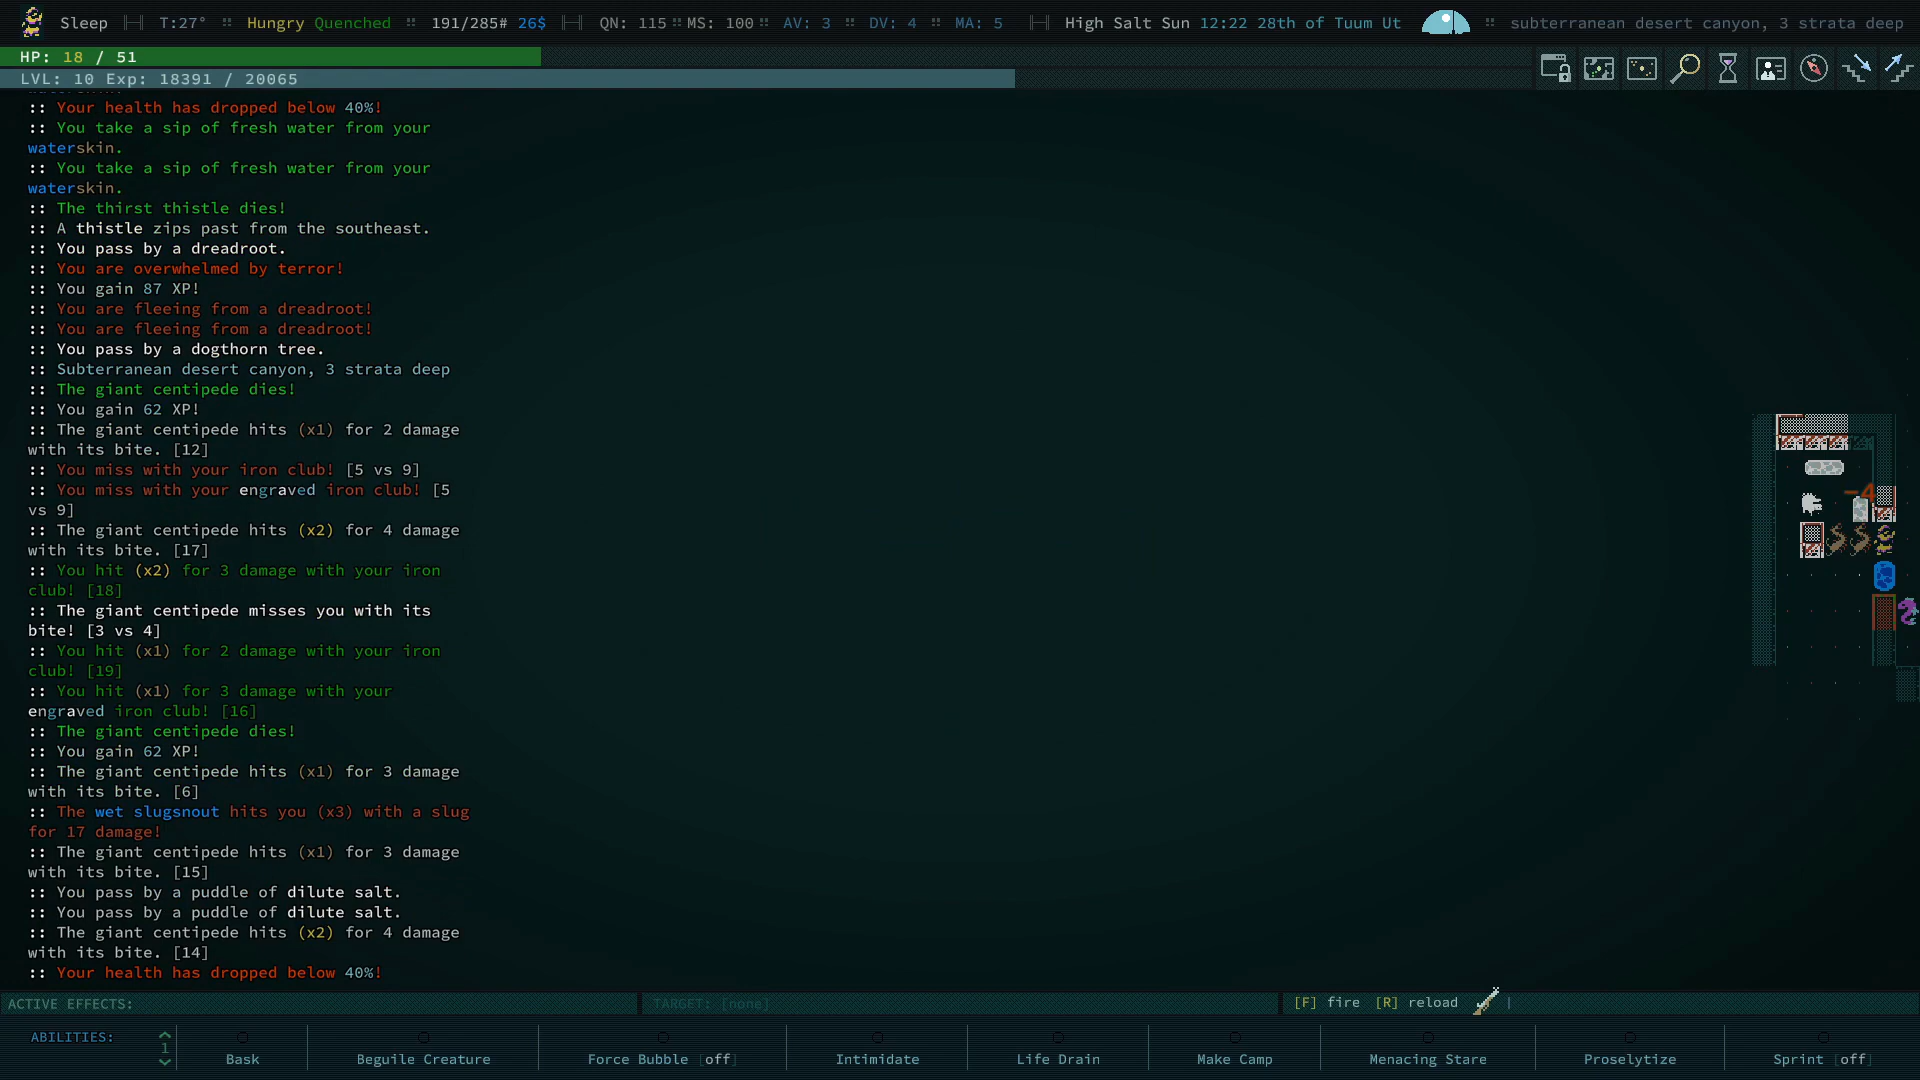 Sleep T:27° :: Hungry Quenched :: 191/285# 26$ QN: 115 :: MS: 100 :: AV: 3 :: DV: 4 :: MA: 5 High Salt Sun 12:22 28th of Tuum Ut :: subterranean desert canyon, 3 strata deep
HP: 18 / 51
LVL: 10 Exp: 18391 / 20065
:: Your health has dropped below 40%!
:: You take a sip of fresh water from your
waterskin.
:: You take a sip of fresh water from your
waterskin.
:: The thirst thistle dies!
:: A thistle zips past from the southeast.
:: You pass by a dreadroot.
:: You are overwhelmed by terror!
:: You gain 87 XP!
:: You are fleeing from a dreadroot!
:: You are fleeing from a dreadroot!
:: You pass by a dogthorn tree.
:: Subterranean desert canyon, 3 strata deep
:: The giant centipede dies!
:: You gain 62 XP!
:: The giant centipede hits (x1) for 2 damage
with its bite. [12]
:: You miss with your iron club! [5 vs 9]
:: You miss with your engraved iron club! [5
vs 9]
:: The giant centipede hits (x2) for 4 damage
with its bite. [17]
:: You hit (x2) for 3 damage with your iron
club! [18]
:: The giant centipede misses you with its
bite! [3 vs 4]
:: You hit (x1) for 2 damage with your iron
club! [19]
:: You hit (x1) for 3 damage with your
engraved iron club! [16]
:: The giant centipede dies!
:: You gain 62 XP!
:: The giant centipede hits (x1) for 3 damage
with its bite. [6]
:: The wet slugsnout hits you (x3) with a slug
for 17 damage!
:: The giant centipede hits (x1) for 3 damage
with its bite. [15]
:: You pass by a puddle of dilute salt.
:: You pass by a puddle of dilute salt.
:: The giant centipede hits (x2) for 4 damage
with its bite. [14]
:: Your health has dropped below 40%!
-4
ACTIVE EFFECTS: TARGET: [none] [F] fire [R] reload |
ABILITIES: 1 Bask Beguile Creature Force Bubble [off] Intimidate Life Drain Make Camp Menacing Stare Proselytize Sprint [off]